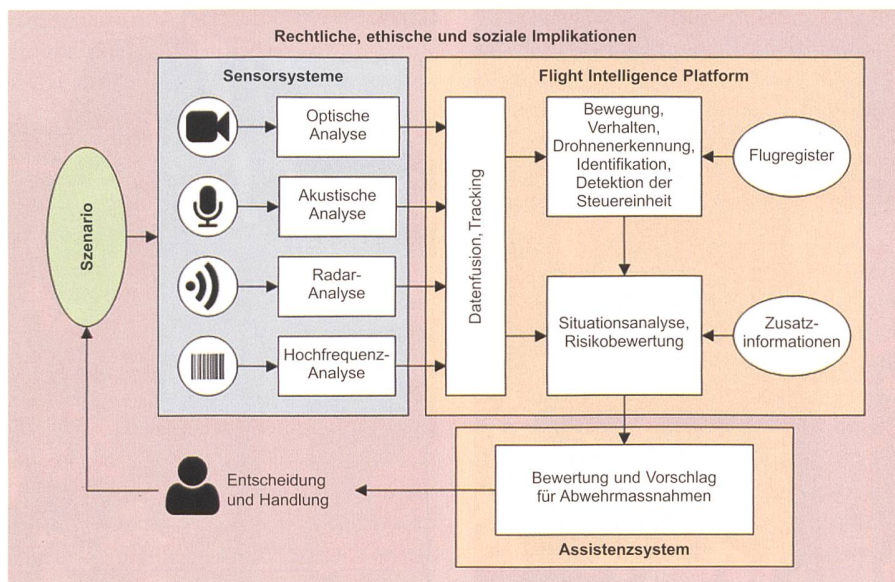 Rechtliche, ethische und soziale Implikationen
Sensorsysteme
Flight Intelligence Platform
Szenario
Optische
Analyse
Akustische
Analyse
Radar-
Analyse
Hochfrequenz-
Analyse
Datenfusion, Tracking
Bewegung,
Verhalten,
Drohnenerkennung,
Identifikation,
Detektion der
Steuereinheit
Flugregister
Situationsanalyse,
Risikobewertung
Zusatz-
informationen
Entscheidung
und Handlung
Bewertung und Vorschlag
für Abwehrmassnahmen
Assistenzsystem